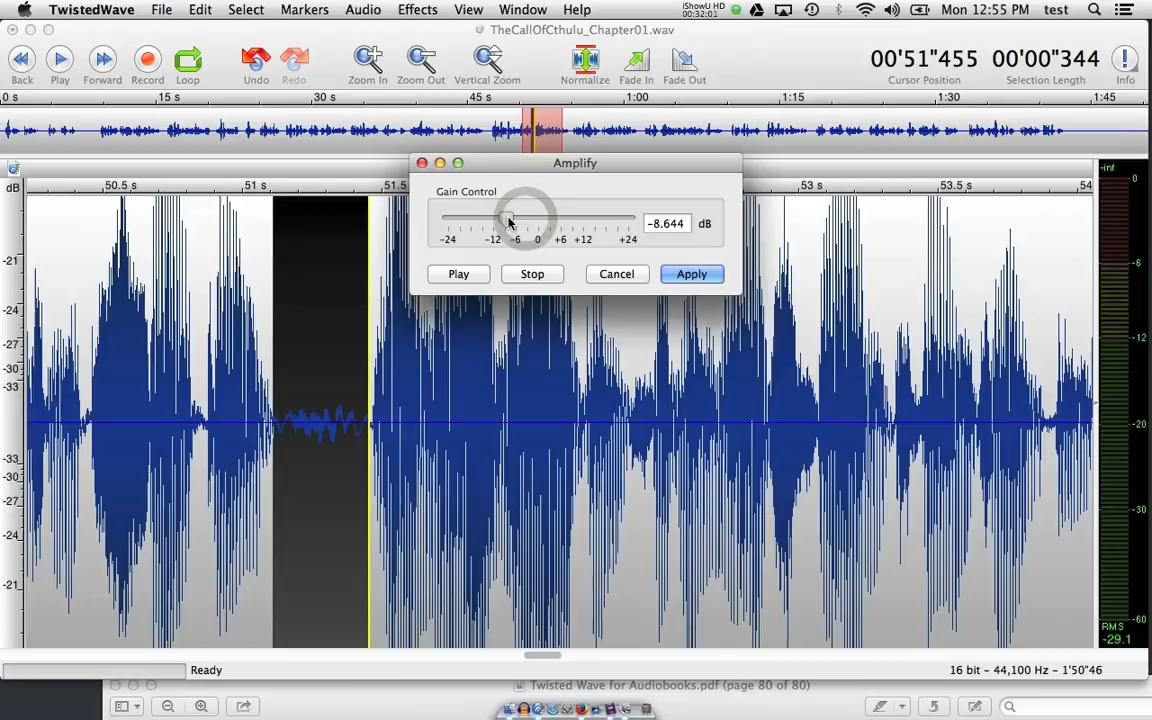 TwistedWave File Edit Select Markers Audio Effects View Window Help iShowU HD 00:32:01 Mon 12:55 PM test
TheCallOfCthulu_Chapter01.wav
Back Play Forward Record Loop Undo Redo Zoom In Zoom Out Vertical Zoom Normalize Fade In Fade Out 00'51"455 Cursor Position 00'00"344 Selection Length Info
0 s 15 s 30 s 45 s 1:00 1:15 1:30 1:45
Amplify
dB 50.5 s 51 s 51.5 53 s 53.5 s 54
Gain Control
-8.644 dB
-24 -12 -6 0 +6 +12 +24
Play Stop Cancel Apply
-21
-24
-27
-30
-33
-33
-30
-27
-24
-21
-inf
0
-6
-12
-20
-30
-60
RMS
-29.1
Ready 16 bit - 44,100 Hz - 1'50"46
Twisted Wave for Audiobooks.pdf (page 80 of 80)